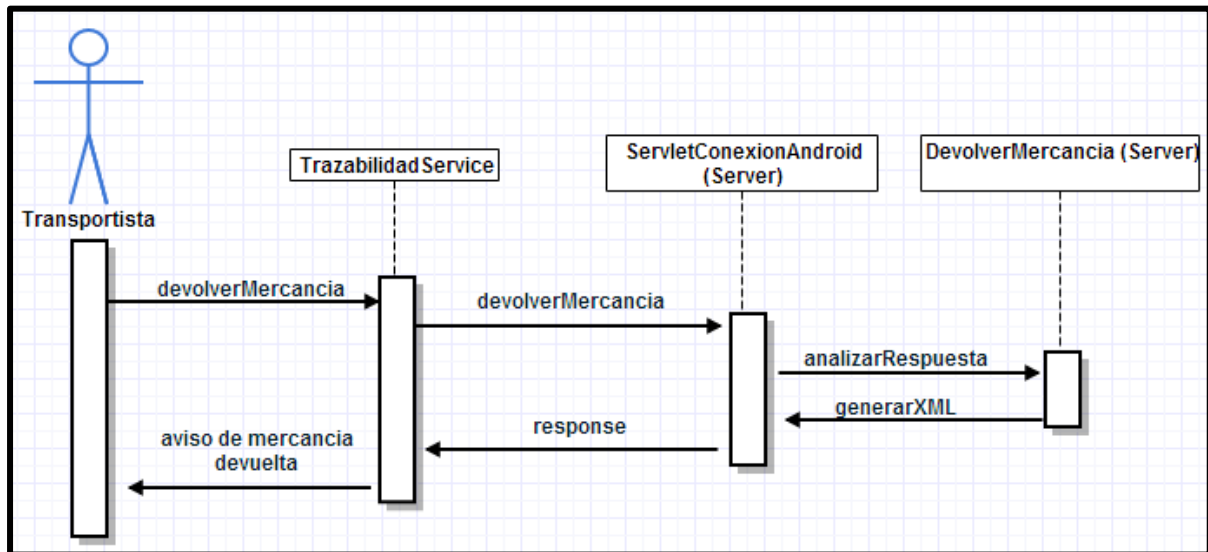 Transportista
TrazabilidadService
ServletConexionAndroid
(Server)
DevolverMercancia (Server)
devolverMercancia
devolverMercancia
analizarRespuesta
generarXML
response
aviso de mercancia
devuelta